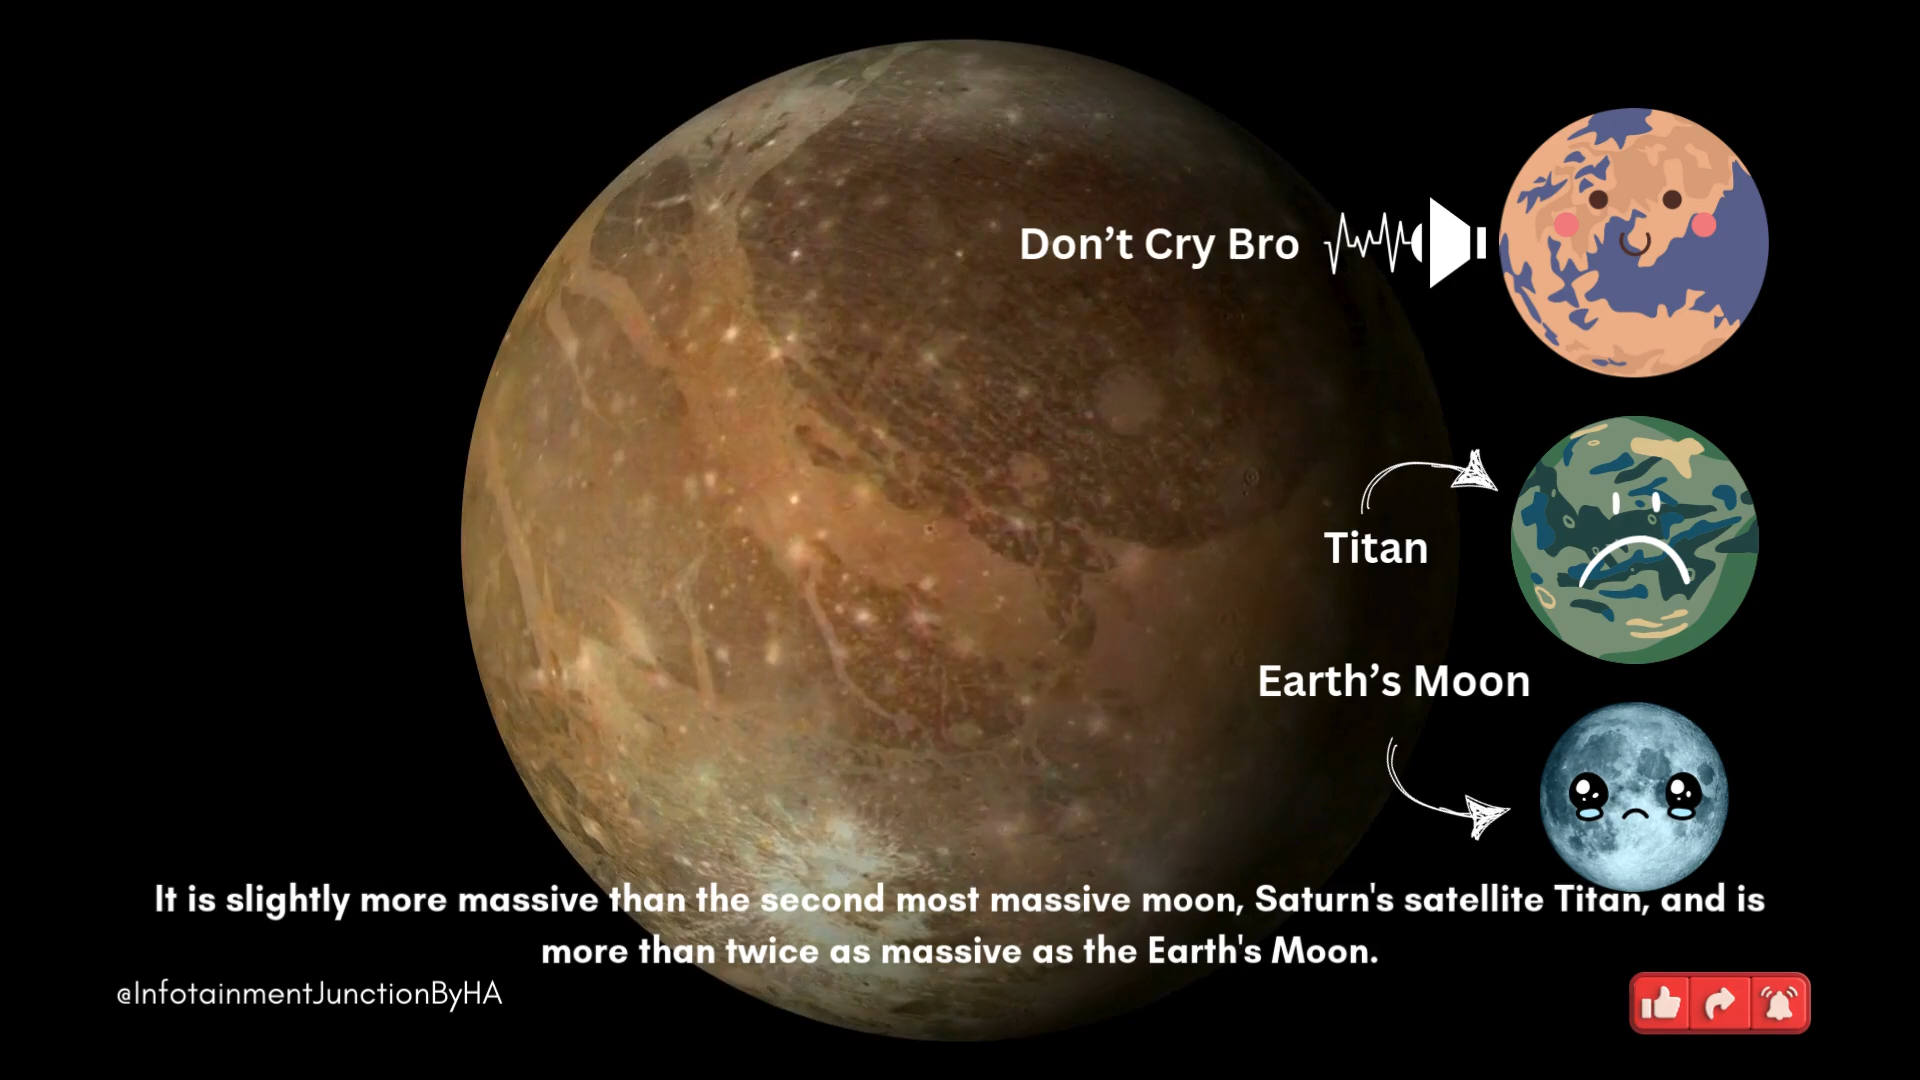 Don’t Cry Bro
Titan
Earth’s Moon
It is slightly more massive than the second most massive moon, Saturn's satellite Titan, and is
more than twice as massive as the Earth's Moon.
@InfotainmentJunctionByHA